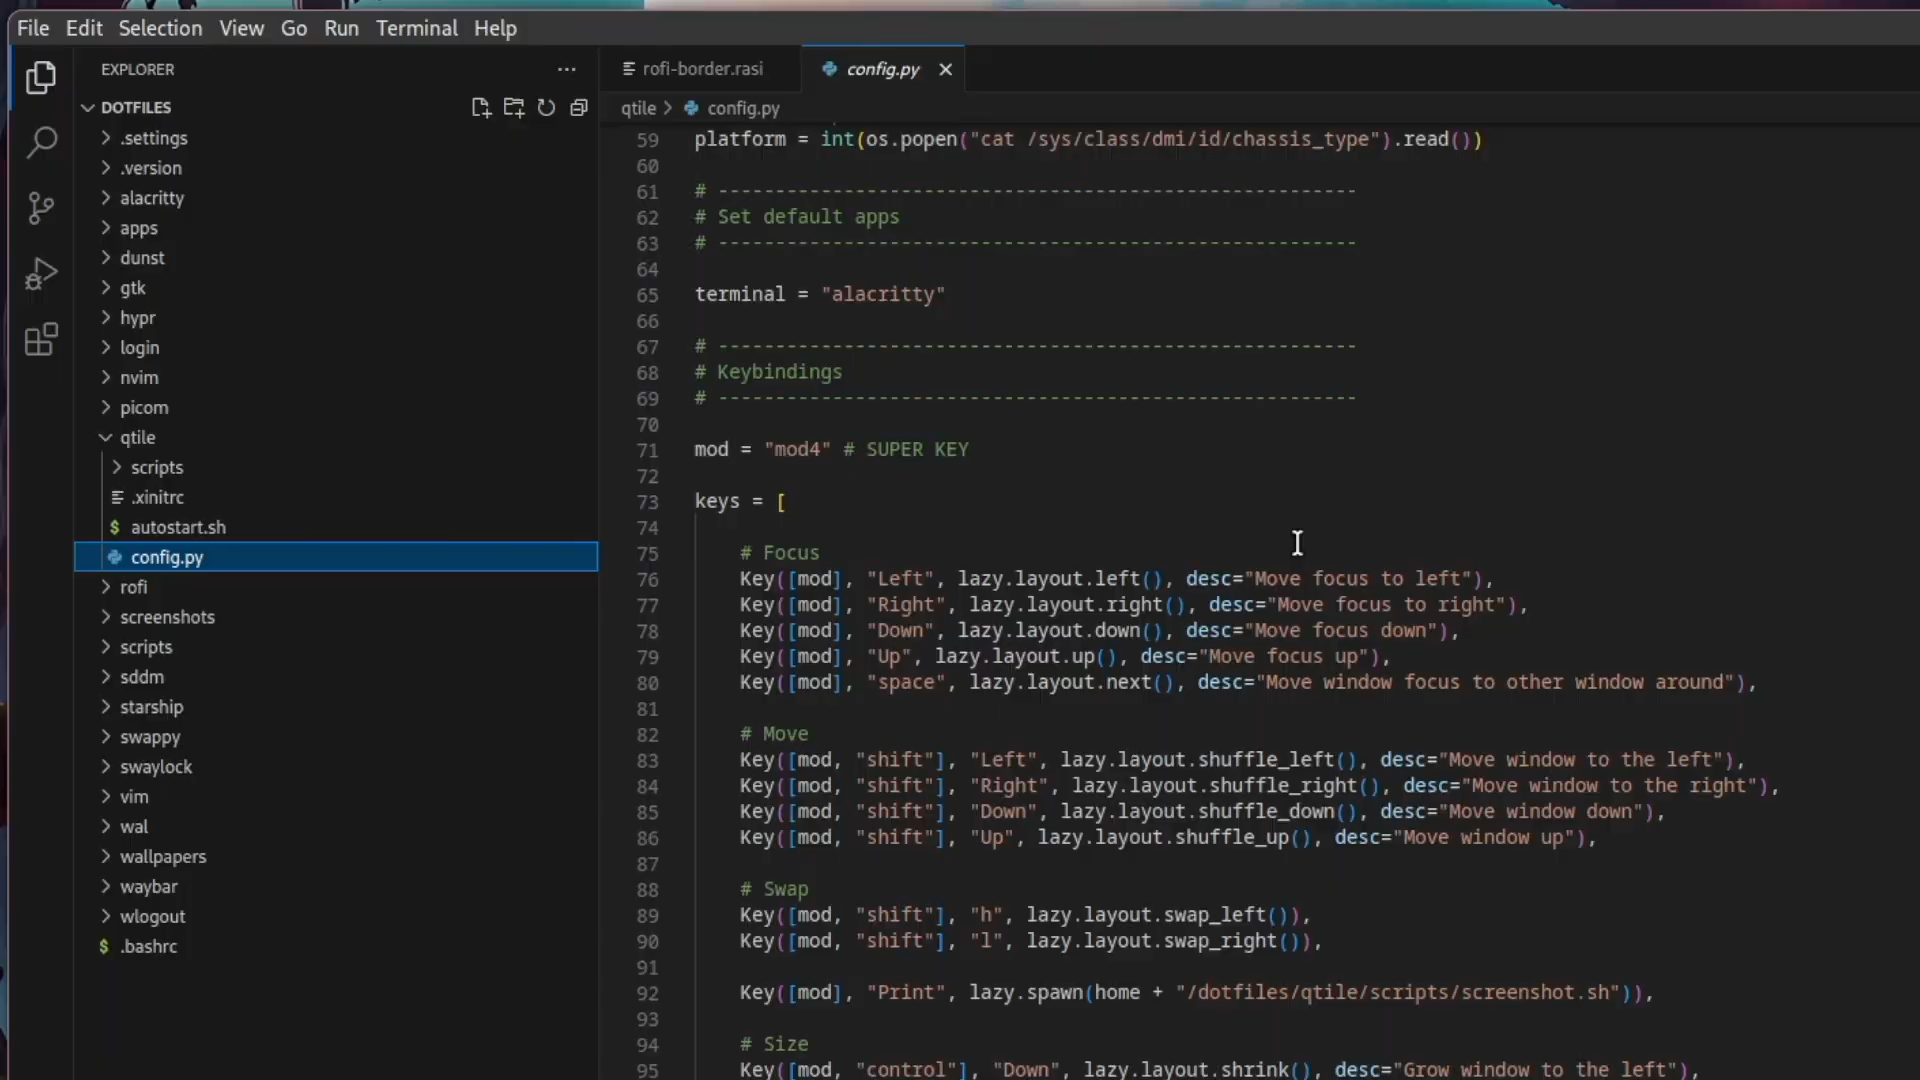 File Edit Selection View Go Run Terminal Help
EXPLORER ...
DOTFILES
.settings
.version
alacritty
apps
dunst
gtk
hypr
login
nvim
picom
qtile
scripts
.xinitrc
$ autostart.sh
config.py
rofi
screenshots
scripts
sddm
starship
swappy
swaylock
vim
wal
wallpapers
waybar
wlogout
$ .bashrc
rofi-border.rasi config.py
qtile > config.py
59 platform = int(os.popen("cat /sys/class/dmi/id/chassis_type").read())
60
61 # --------------------------------------------------------
62 # Set default apps
63 # --------------------------------------------------------
64
65 terminal = "alacritty"
66
67 # --------------------------------------------------------
68 # Keybindings
69 # --------------------------------------------------------
70
71 mod = "mod4" # SUPER KEY
72
73 keys = [
74
75 # Focus
76 Key([mod], "Left", lazy.layout.left(), desc="Move focus to left"),
77 Key([mod], "Right", lazy.layout.right(), desc="Move focus to right"),
78 Key([mod], "Down", lazy.layout.down(), desc="Move focus down"),
79 Key([mod], "Up", lazy.layout.up(), desc="Move focus up"),
80 Key([mod], "space", lazy.layout.next(), desc="Move window focus to other window around"),
81
82 # Move
83 Key([mod, "shift"], "Left", lazy.layout.shuffle_left(), desc="Move window to the left"),
84 Key([mod, "shift"], "Right", lazy.layout.shuffle_right(), desc="Move window to the right"),
85 Key([mod, "shift"], "Down", lazy.layout.shuffle_down(), desc="Move window down"),
86 Key([mod, "shift"], "Up", lazy.layout.shuffle_up(), desc="Move window up"),
87
88 # Swap
89 Key([mod, "shift"], "h", lazy.layout.swap_left()),
90 Key([mod, "shift"], "l", lazy.layout.swap_right()),
91
92 Key([mod], "Print", lazy.spawn(home + "/dotfiles/qtile/scripts/screenshot.sh")),
93
94 # Size
95 Key([mod, "control"], "Down", lazy.layout.shrink(), desc="Grow window to the left"),